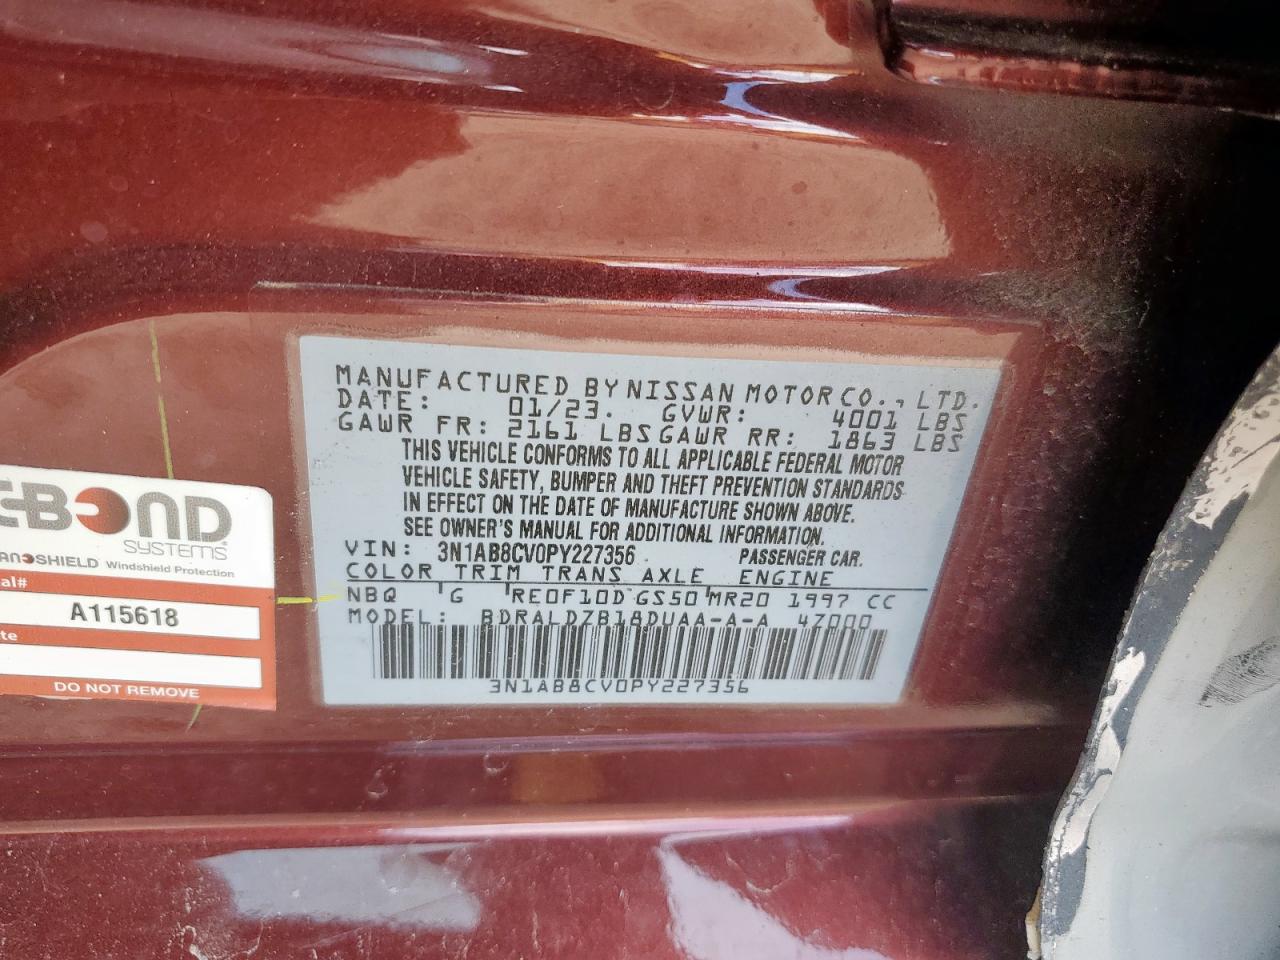 MANUFACTURED BY NISSAN MOTOR CO., LTD.
DATE: 01/23. GVWR: 4001 LBS
GAWR FR: 2161 LBS GAWR RR: 1863 LBS
THIS VEHICLE CONFORMS TO ALL APPLICABLE FEDERAL MOTOR
VEHICLE SAFETY, BUMPER AND THEFT PREVENTION STANDARDS
IN EFFECT ON THE DATE OF MANUFACTURE SHOWN ABOVE.
SEE OWNER'S MANUAL FOR ADDITIONAL INFORMATION.
VIN: 3N1AB8CV0PY227356 PASSENGER CAR.
COLOR TRIM TRANS AXLE ENGINE
NBQ G RE0F10D GS50 MR20 1997 CC
MODEL: BDRALDZB18DUAA-A-A 47000
3N1AB8CV0PY227356
BOND
SYSTEMS
SHIELD Windshield Protection
al#
A115618
te
DO NOT REMOVE